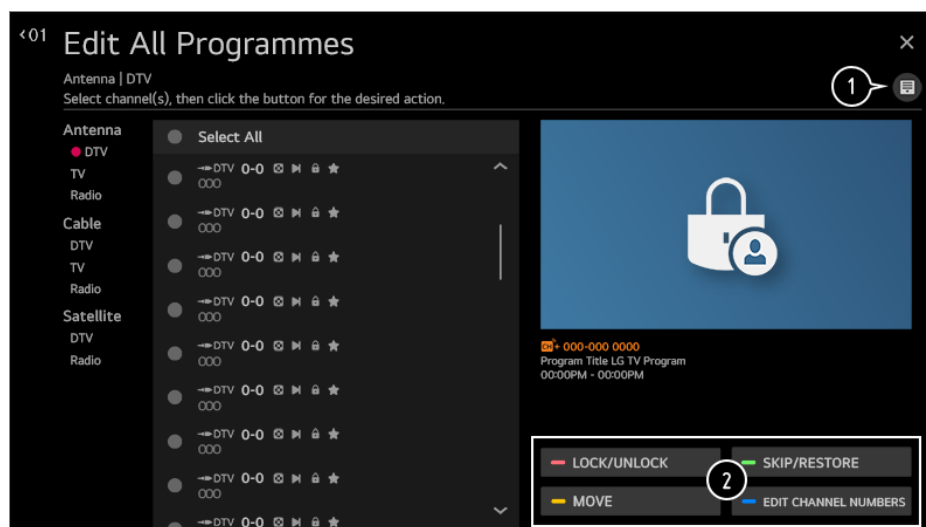 01 Edit All Programmes
Antenna | DTV
Select channel(s), then click the button for the desired action.
1
Antenna
DTV
TV
Radio
Cable
DTV
TV
Radio
Satellite
DTV
Radio
Select All
DTV 0-0
000
DTV 0-0
000
DTV 0-0
000
DTV 0-0
000
DTV 0-0
000
DTV 0-0
000
DTV 0-0
000
DTV 0-0
000
DTV 0-0
CH+ 000-000 0000
Program Title LG TV Program
00:00PM - 00:00PM
LOCK/UNLOCK
SKIP/RESTORE
2
MOVE
EDIT CHANNEL NUMBERS